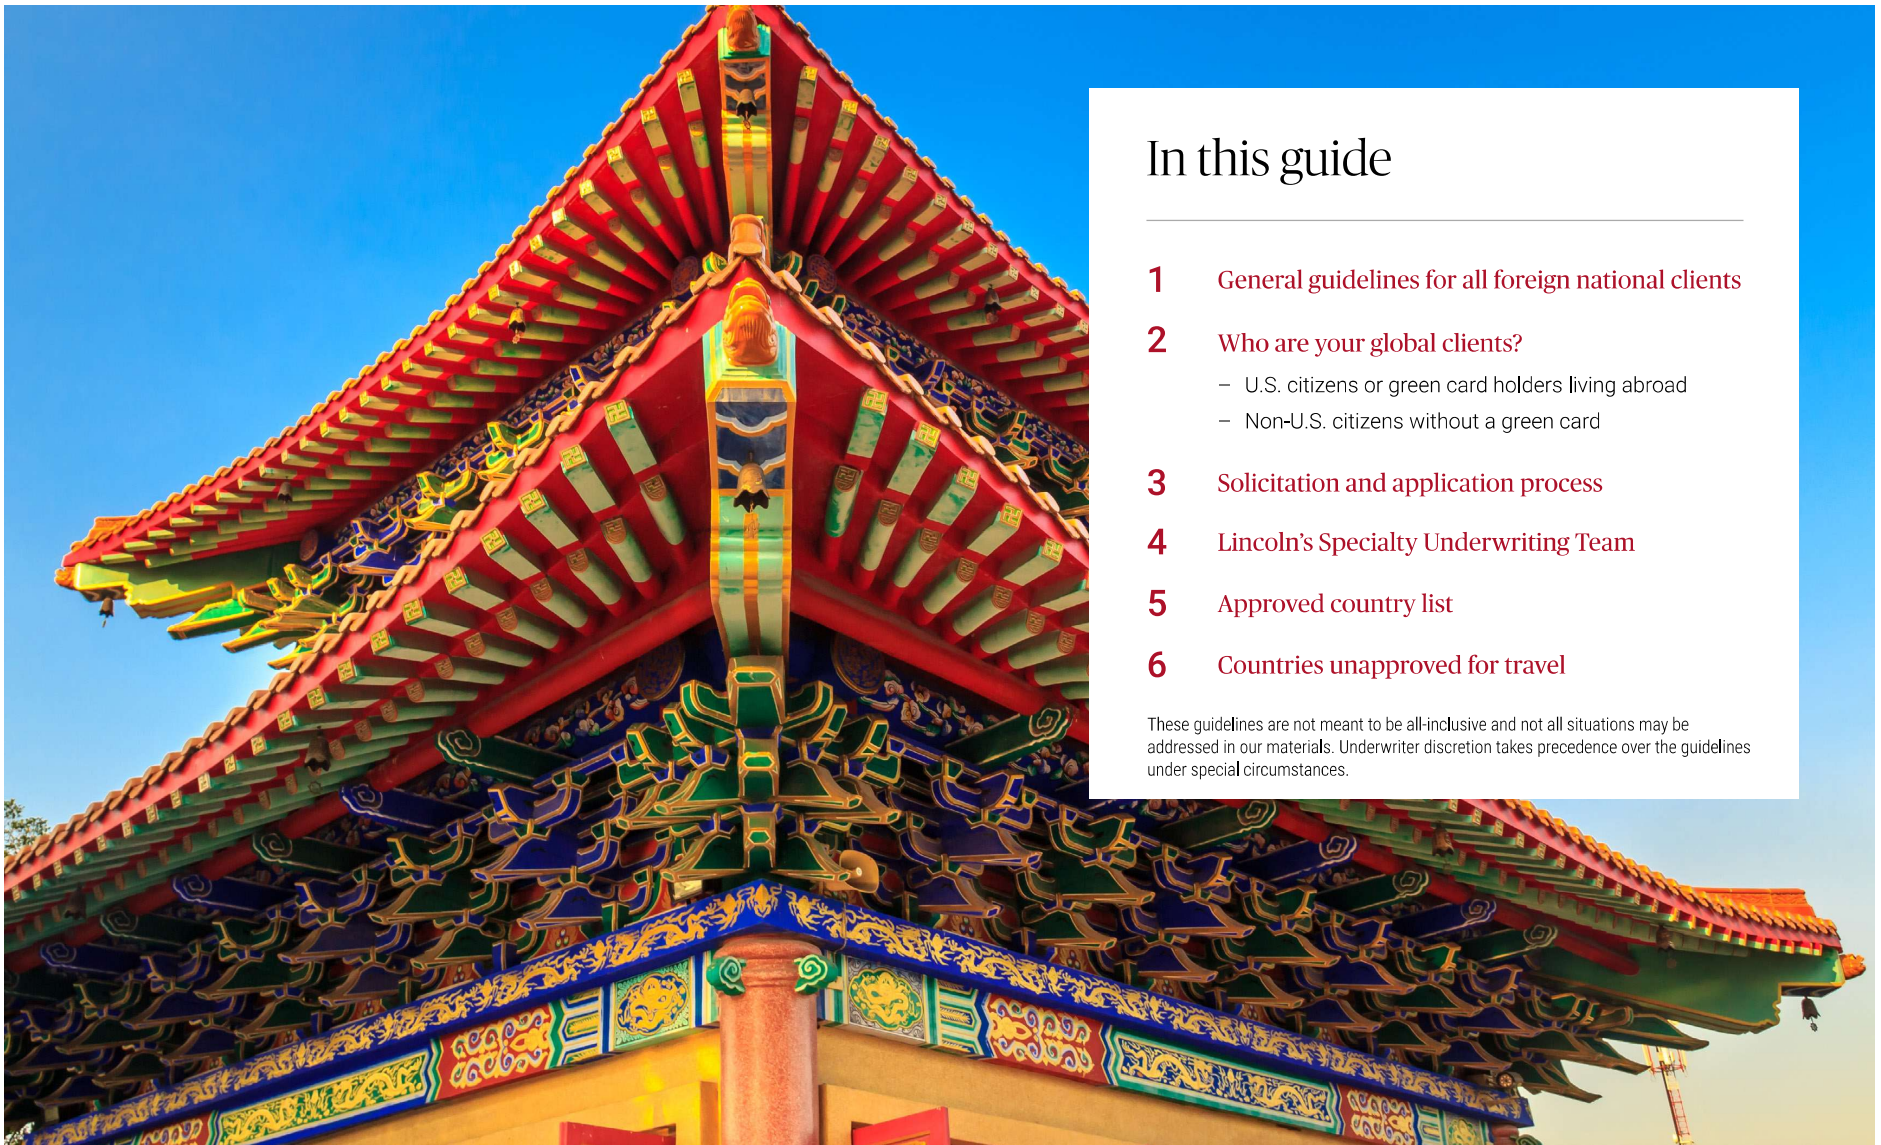 In this guide
1 General guidelines for all foreign national clients
2 Who are your global clients?
– U.S. citizens or green card holders living abroad
– Non-U.S. citizens without a green card
3 Solicitation and application process
4 Lincoln's Specialty Underwriting Team
5 Approved country list
6 Countries unapproved for travel
These guidelines are not meant to be all-inclusive and not all situations may be
addressed in our materials. Underwriter discretion takes precedence over the guidelines
under special circumstances.